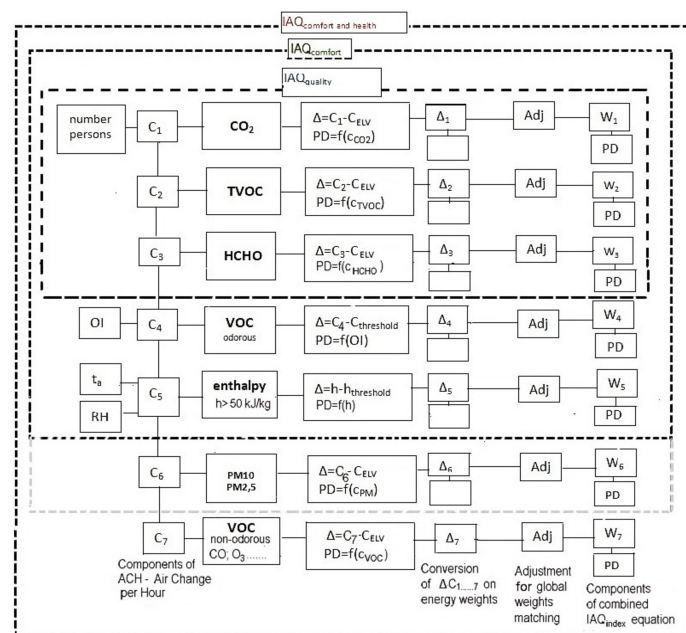 IAQcomfort and health
IAQcomfort
IAQquality
number
persons
C1
CO2
Δ=C1-CELV
PD=f(cCO2)
Δ1
Adj
W1
PD
C2
TVOC
Δ=C2-CELV
PD=f(cTVOC)
Δ2
Adj
W2
PD
C3
HCHO
Δ=C3-CELV
PD=f(cHCHO )
Δ3
Adj
W3
PD
OI
C4
VOC
odorous
Δ=C4-Cthreshold
PD=f(OI)
Δ4
Adj
W4
PD
ta
RH
C5
enthalpy
h> 50 kJ/kg
Δ=h-hthreshold
PD=f(h)
Δ5
Adj
W5
PD
C6
PM10
PM2,5
Δ=C6- CELV
PD=f(cPM)
Δ6
Adj
W6
PD
C7
VOC
non-odorous
CO; O3.......
Δ=C7-CELV
PD=f(cVOC)
Δ7
Adj
W7
PD
Components of
ACH - Air Change
per Hour
Conversion
of ΔC1.....7 on
energy weights
Adjustment
for global
weights
matching
Components
of combined
IAQindex equation